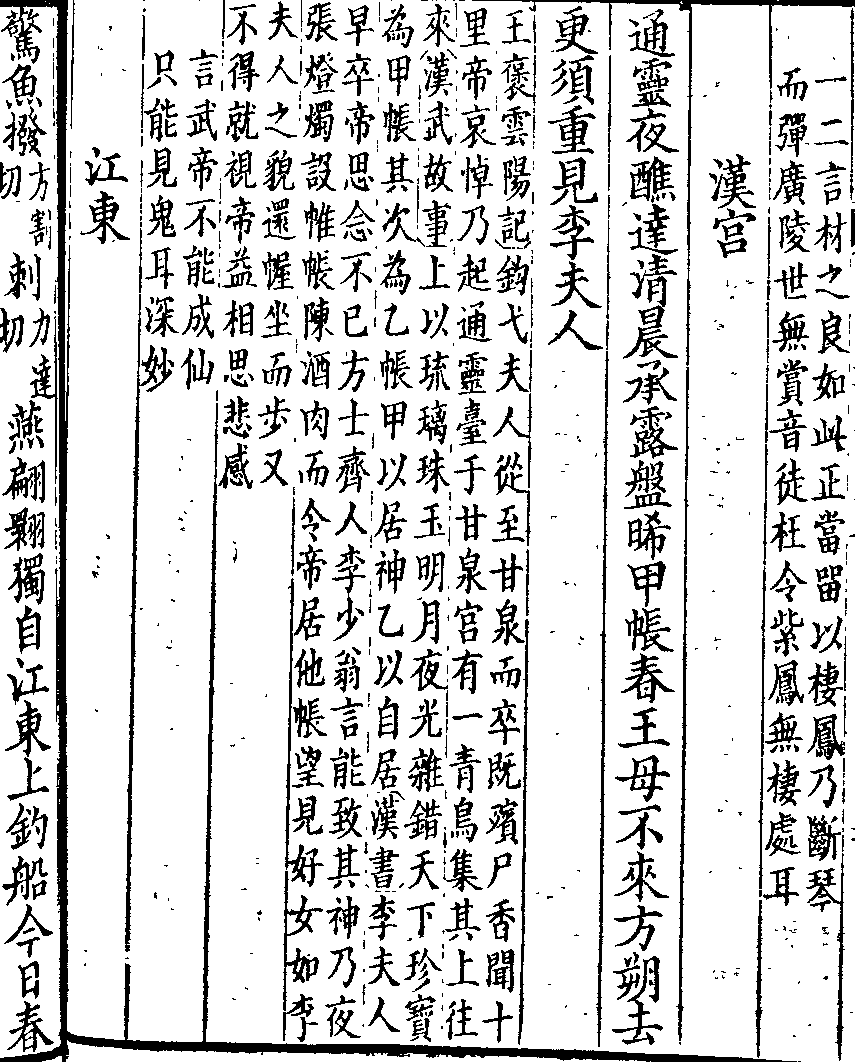 一二言材之良如此正當留以棲鳳乃斷琴
而彈廣陵世無賞音徒枉令紫鳳無棲處耳
漢宮
通靈夜醮達清晨承露盤晞甲帳春王母不來方朔去
更須重見李夫人
王褒雲陽記鉤弋夫人從至甘泉而卒既殯尸香聞十
里帝哀悼乃起通靈臺于甘泉宮有一青鳥集其上往
來漢武故事上以琉璃珠玉明月夜光雜錯天下珍寶
為甲帳其次為乙帳甲以居神乙以自居漢書李夫人
早卒帝思念不已方士齊人李少翁言能致其神乃夜
張燈燭設帷帳陳酒肉而令帝居他帳望見好女如李
夫人之貌還幄坐而步又
不得就視帝益相思悲感
言武帝不能成仙
只能見鬼耳深妙
江東
驚魚撥方割切剌力達切燕翩翾獨自江東上釣船今日春